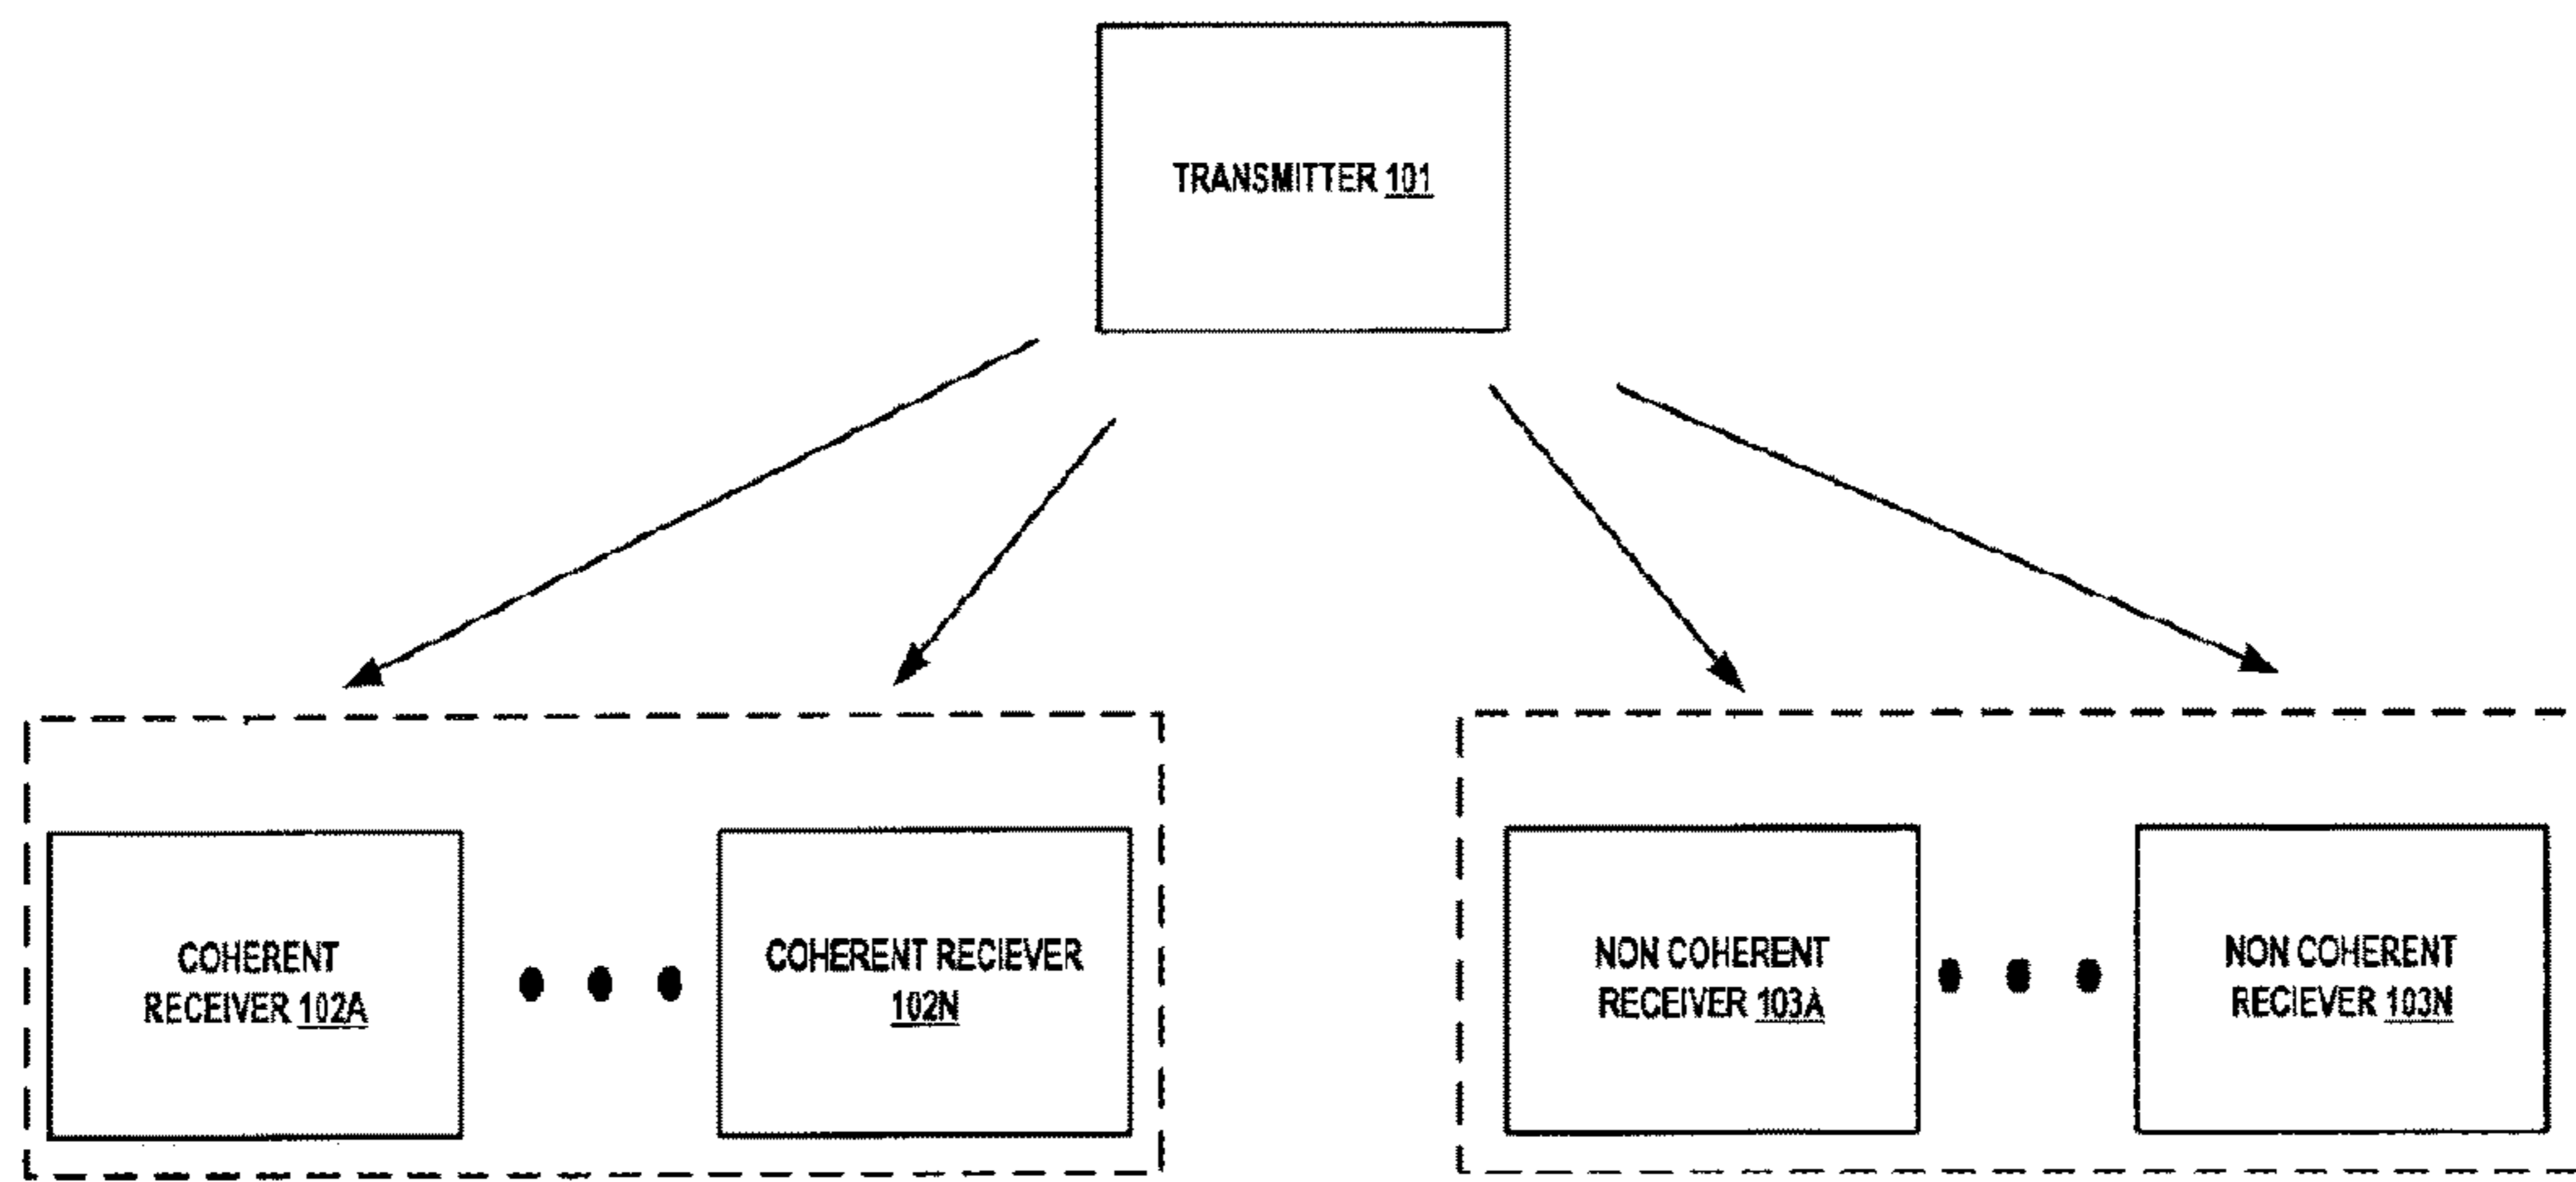 TRANSMITTER 101
COHERENT
RECEIVER 102A
COHERENT RECIEVER
102N
NON COHERENT
RECEIVER 103A
NON COHERENT
RECIEVER 103N